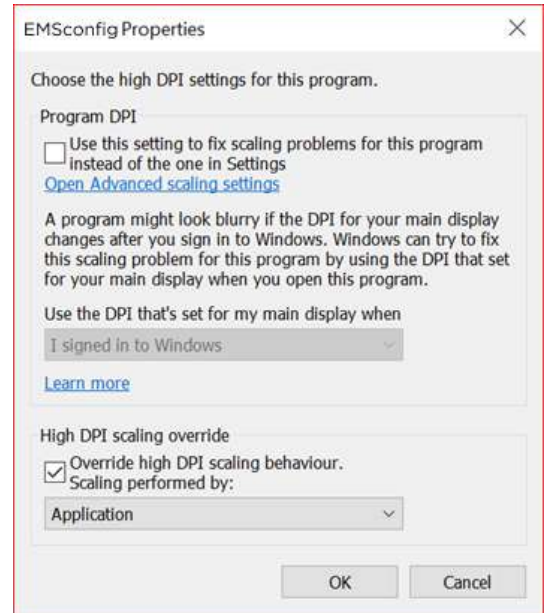 EMSconfig Properties
Choose the high DPI settings for this program.
Program DPI
Use this setting to fix scaling problems for this program
instead of the one in Settings
Open Advanced scaling settings
A program might look blurry if the DPI for your main display
changes after you sign in to Windows. Windows can try to fix
this scaling problem for this program by using the DPI that set
for your main display when you open this program.
Use the DPI that's set for my main display when
I signed in to Windows
Learn more
High DPI scaling override
Override high DPI scaling behaviour.
Scaling performed by:
Application
OK
Cancel